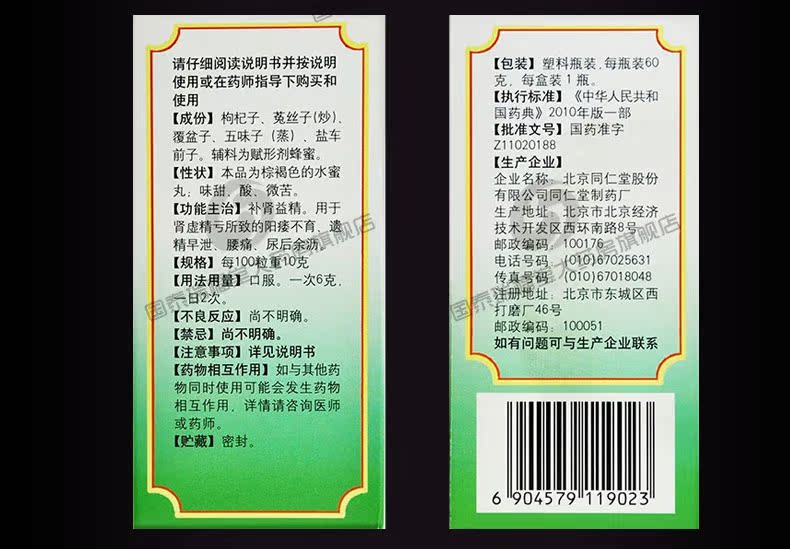 请仔细阅读说明书并按说明
使用或在药师指导下购买和
使用
【成份】枸杞子、菟丝子(炒)、
覆盆子、五味子（蒸）、盐车
前子。辅料为赋形剂蜂蜜。
【性状】本品为棕褐色的水蜜
丸；味甜、酸、微苦。
【功能主治】补肾益精。用于
肾虚精亏所致的阳痿不育、遗
精早泄、腰痛、尿后余沥。
【规格】每100粒重10克
【用法用量】口服。一次6克，
一日2次。
【不良反应】尚不明确。
【禁忌】尚不明确。
【注意事项】详见说明书
【药物相互作用】如与其他药
物同时使用可能会发生药物
相互作用，详情请咨询医师
或药师。
【贮藏】密封。
【包装】塑料瓶装，每瓶装60
克，每盒装1瓶。
【执行标准】《中华人民共和
国药典》2010年版一部
【批准文号】国药准字
Z11020188
【生产企业】
企业名称：北京同仁堂股份
有限公司同仁堂制药厂
生产地址：北京市北京经济
技术开发区西环南路8号
邮政编码：100176
电话号码：(010)67025631
传真号码：(010)67018048
注册地址：北京市东城区西
打磨厂46号
邮政编码：100051
如有问题可与生产企业联系
6 904579 119023